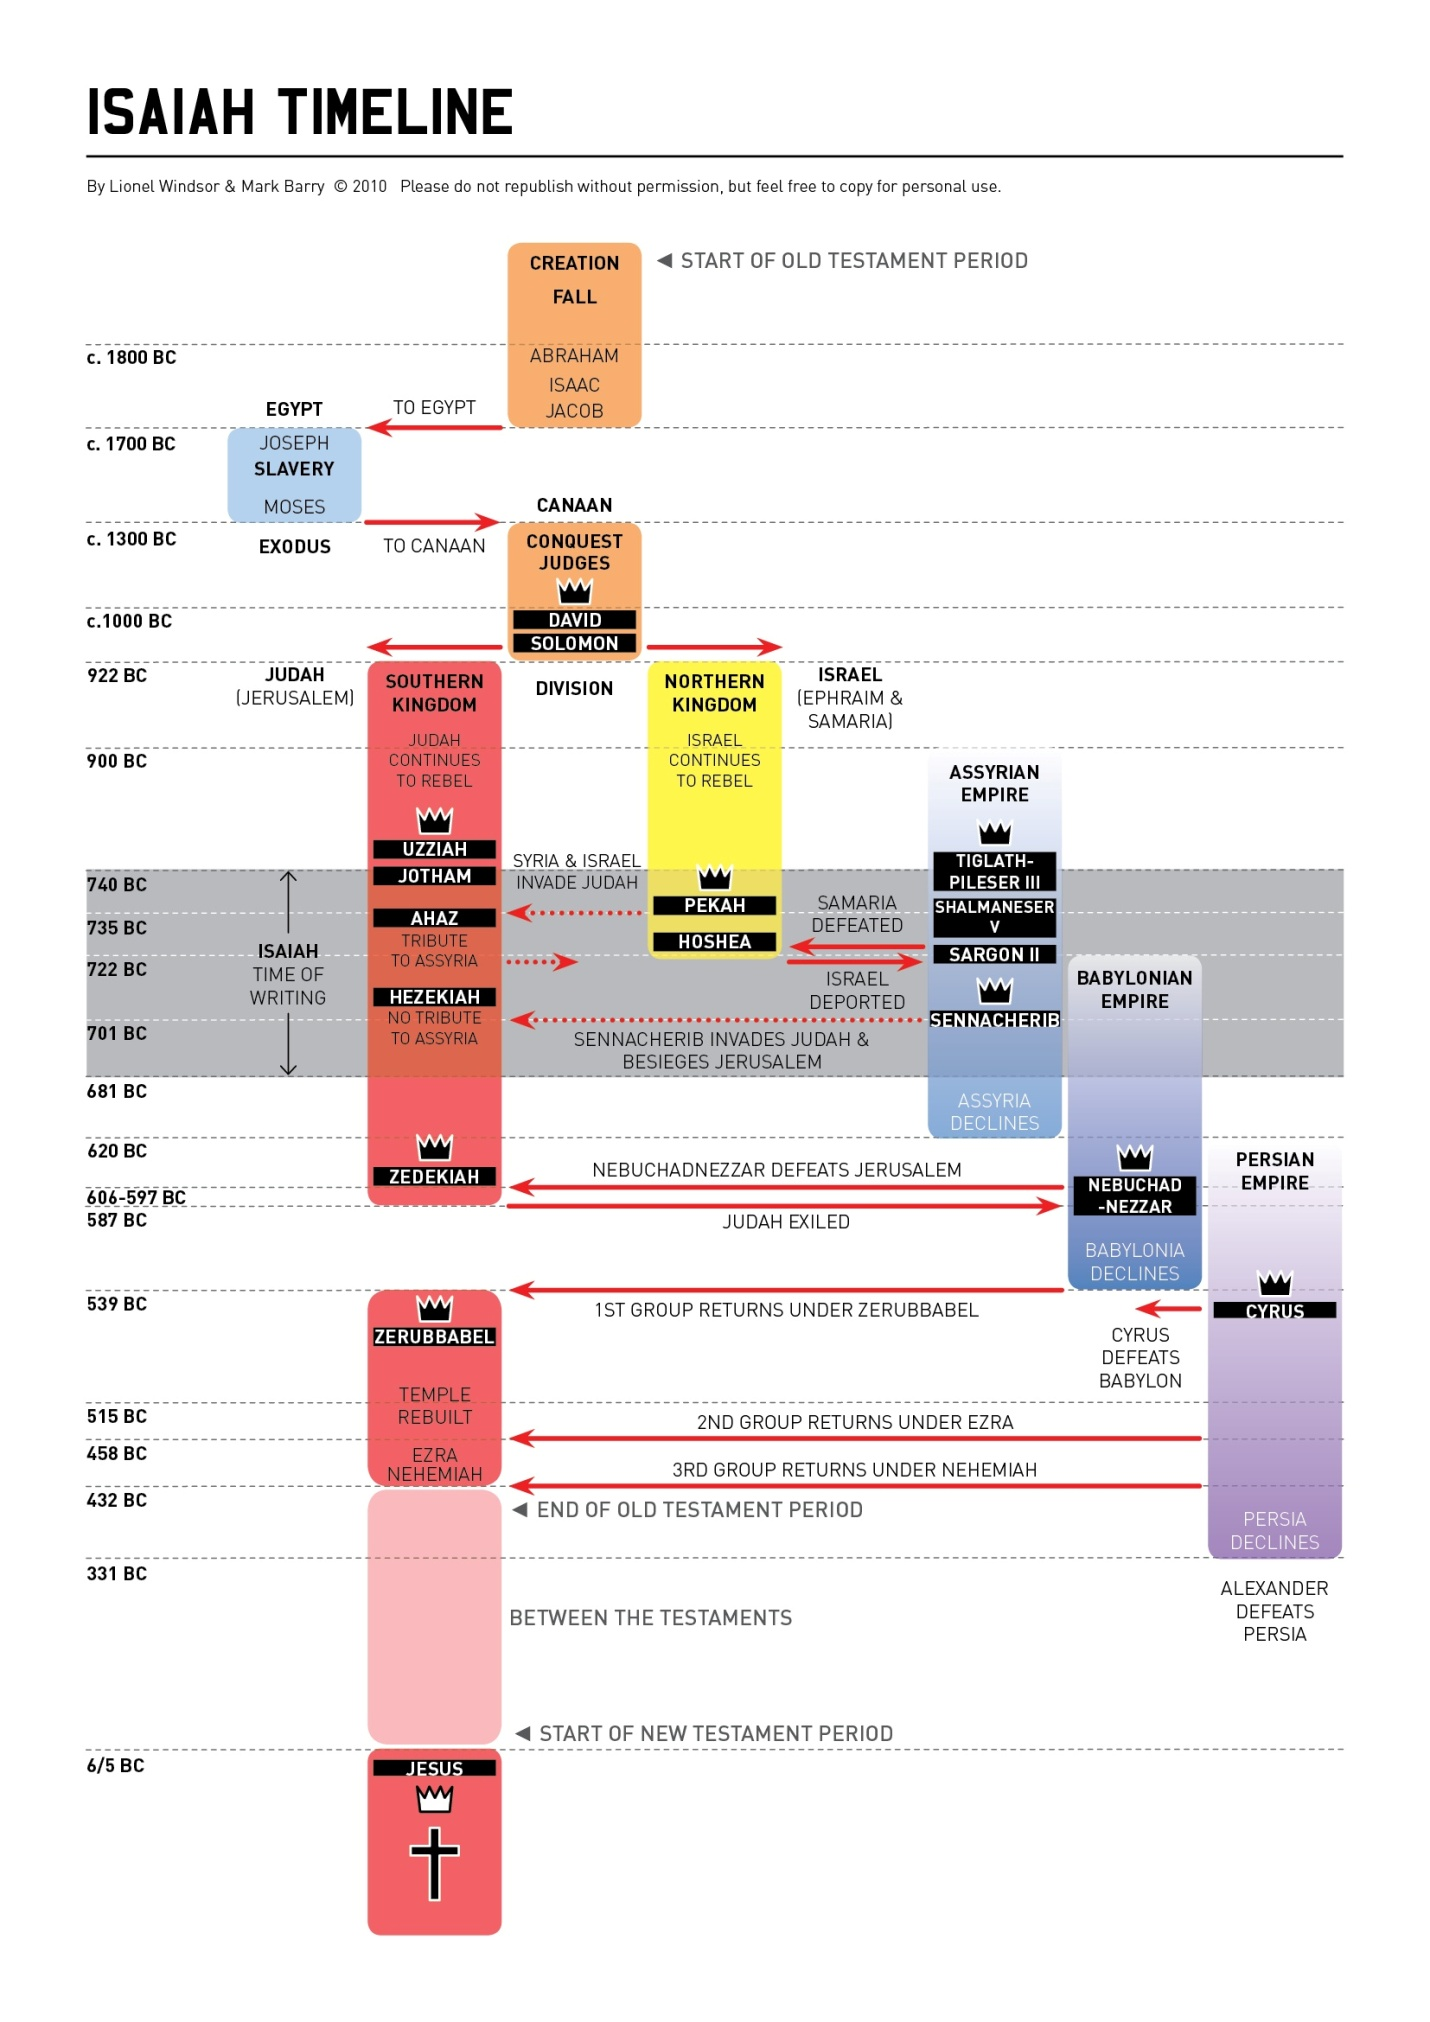 ISAIAH TIMELINE
By Lionel Windsor & Mark Barry © 2010 Please do not republish without permission, but feel free to copy for personal use.
CREATION
◄ START OF OLD TESTAMENT PERIOD
FALL
c. 1800 BC
ABRAHAM
ISAAC
JACOB
EGYPT
TO EGYPT
c. 1700 BC
JOSEPH
SLAVERY
MOSES
CANAAN
c. 1300 BC
EXODUS
TO CANAAN
CONQUEST
JUDGES
c.1000 BC
DAVID
SOLOMON
922 BC
JUDAH
(JERUSALEM)
SOUTHERN
KINGDOM
DIVISION
NORTHERN
KINGDOM
ISRAEL
(EPHRAIM &
SAMARIA)
JUDAH
CONTINUES
TO REBEL
ISRAEL
CONTINUES
TO REBEL
900 BC
ASSYRIAN
EMPIRE
UZZIAH
JOTHAM
SYRIA & ISRAEL
INVADE JUDAH
TIGLATH-
PILESER III
740 BC
PEKAH
SAMARIA
DEFEATED
SHALMANESER
V
735 BC
AHAZ
TRIBUTE
TO ASSYRIA
HOSHEA
SARGON II
ISAIAH
TIME OF
WRITING
722 BC
ISRAEL
DEPORTED
BABYLONIAN
EMPIRE
HEZEKIAH
NO TRIBUTE
TO ASSYRIA
SENNACHERIB
701 BC
SENNACHERIB INVADES JUDAH &
BESIEGES JERUSALEM
681 BC
ASSYRIA
DECLINES
620 BC
ZEDEKIAH
NEBUCHADNEZZAR DEFEATS JERUSALEM
NEBUCHAD
-NEZZAR
PERSIAN
EMPIRE
606-597 BC
587 BC
JUDAH EXILED
BABYLONIA
DECLINES
539 BC
ZERUBBABEL
1ST GROUP RETURNS UNDER ZERUBBABEL
CYRUS
CYRUS
DEFEATS
BABYLON
TEMPLE
REBUILT
515 BC
2ND GROUP RETURNS UNDER EZRA
458 BC
EZRA
NEHEMIAH
3RD GROUP RETURNS UNDER NEHEMIAH
432 BC
◄ END OF OLD TESTAMENT PERIOD
PERSIA
DECLINES
331 BC
ALEXANDER
DEFEATS
PERSIA
BETWEEN THE TESTAMENTS
◄ START OF NEW TESTAMENT PERIOD
6/5 BC
JESUS